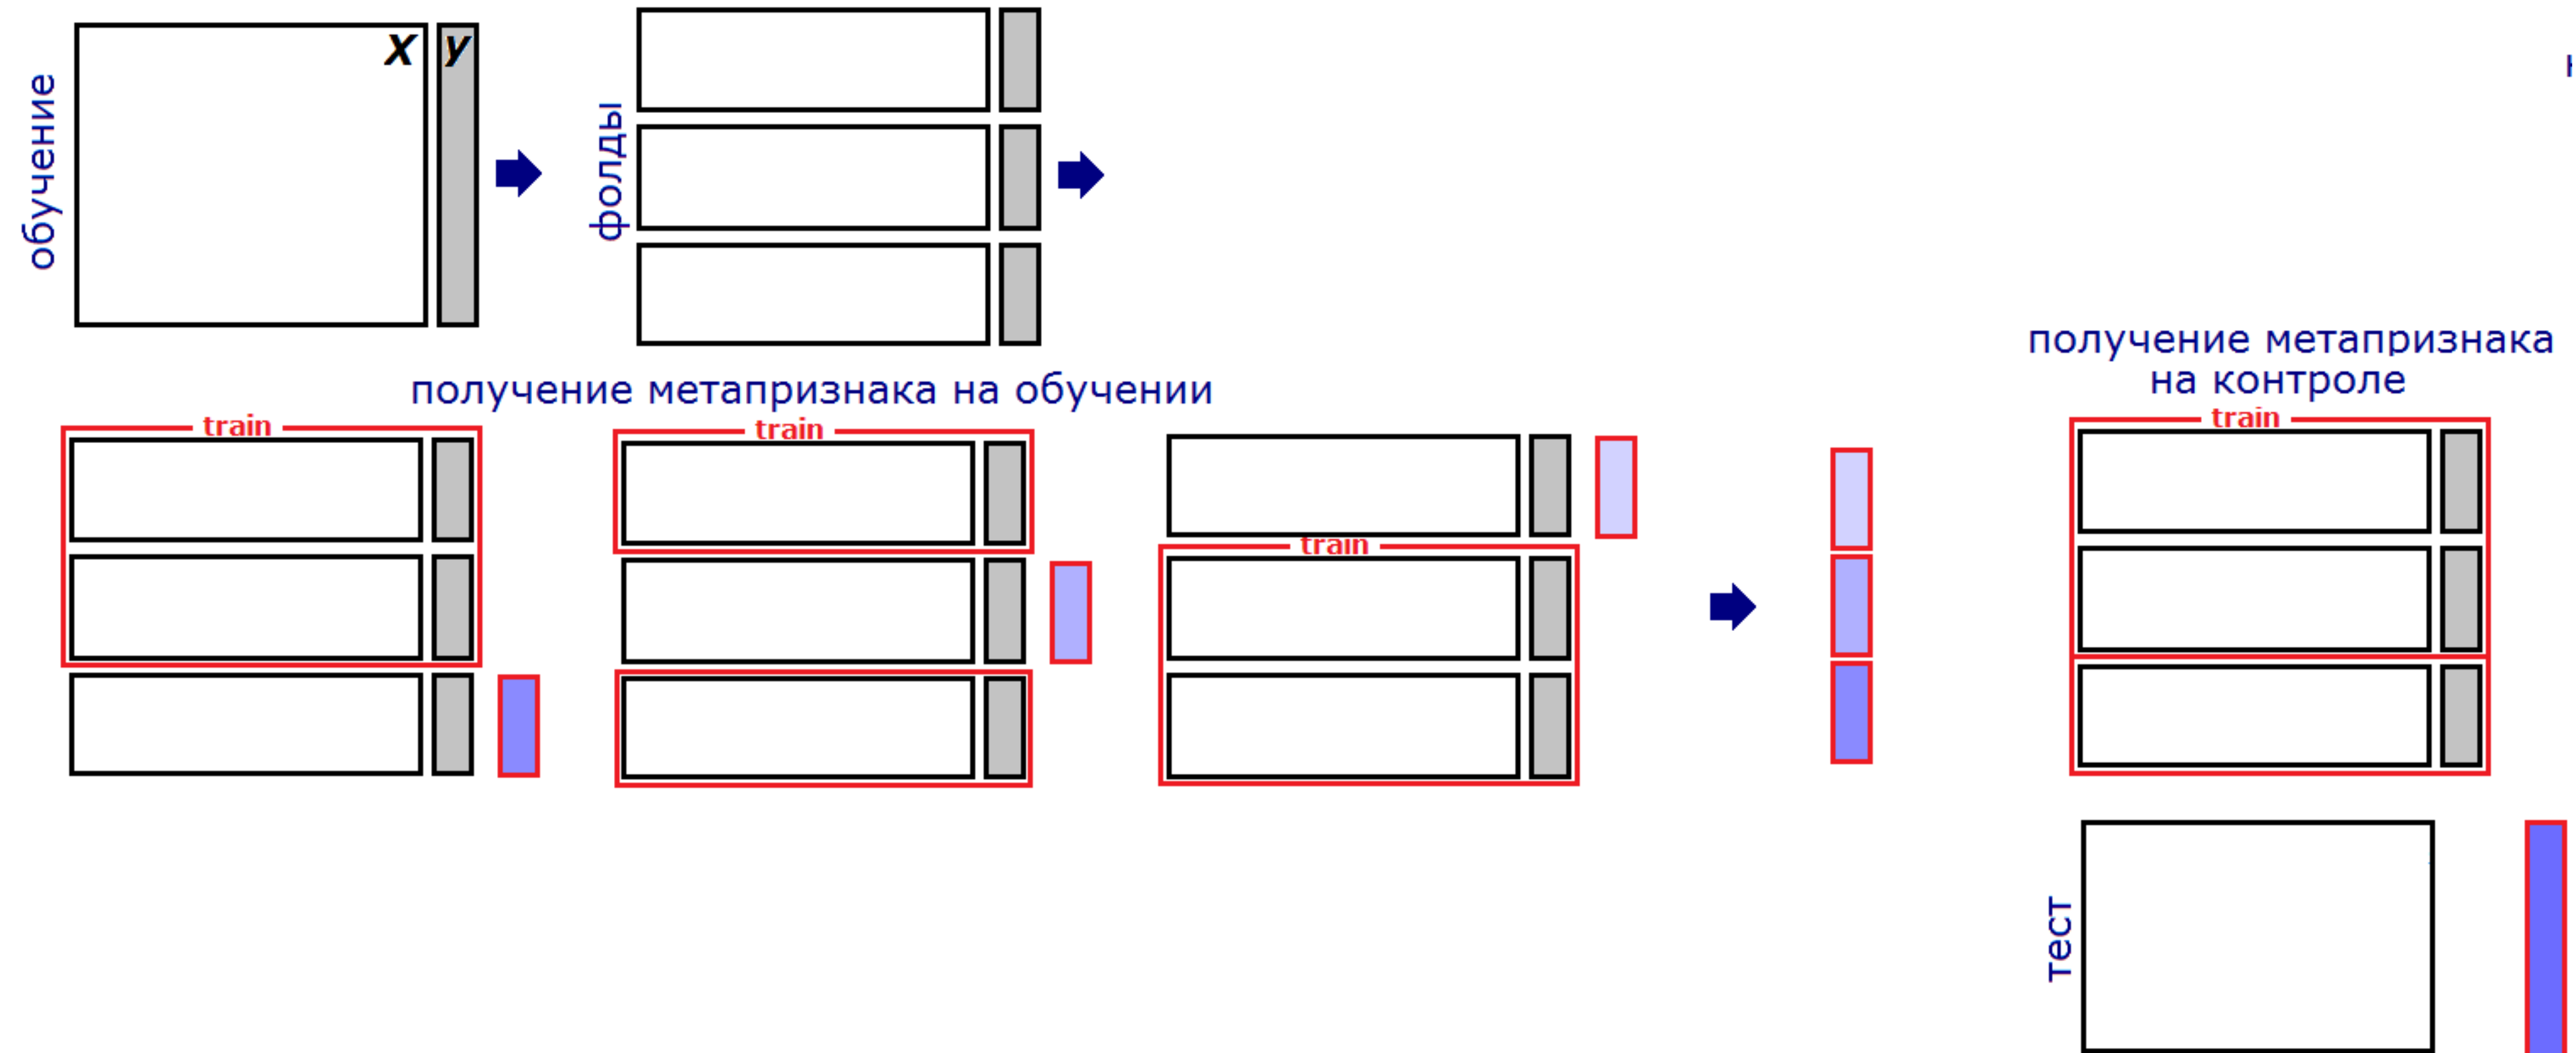 обучение
X y
фолды
получение метапризнака на обучении
train
train
train
получение метапризнака
на контроле
train
тест